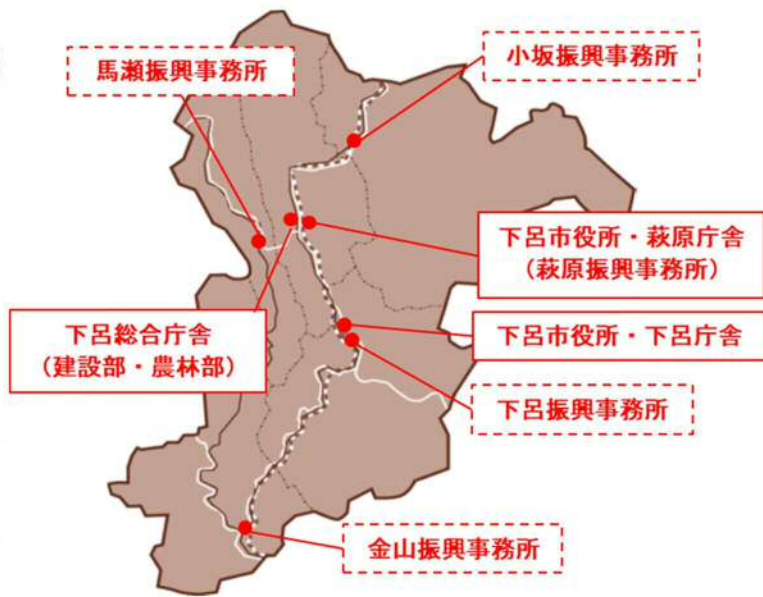 小坂振興事務所
馬瀬振興事務所
下呂市役所・萩原庁舎
（萩原振興事務所）
下呂総合庁舎
（建設部・農林部）
下呂市役所・下呂庁舎
下呂振興事務所
金山振興事務所